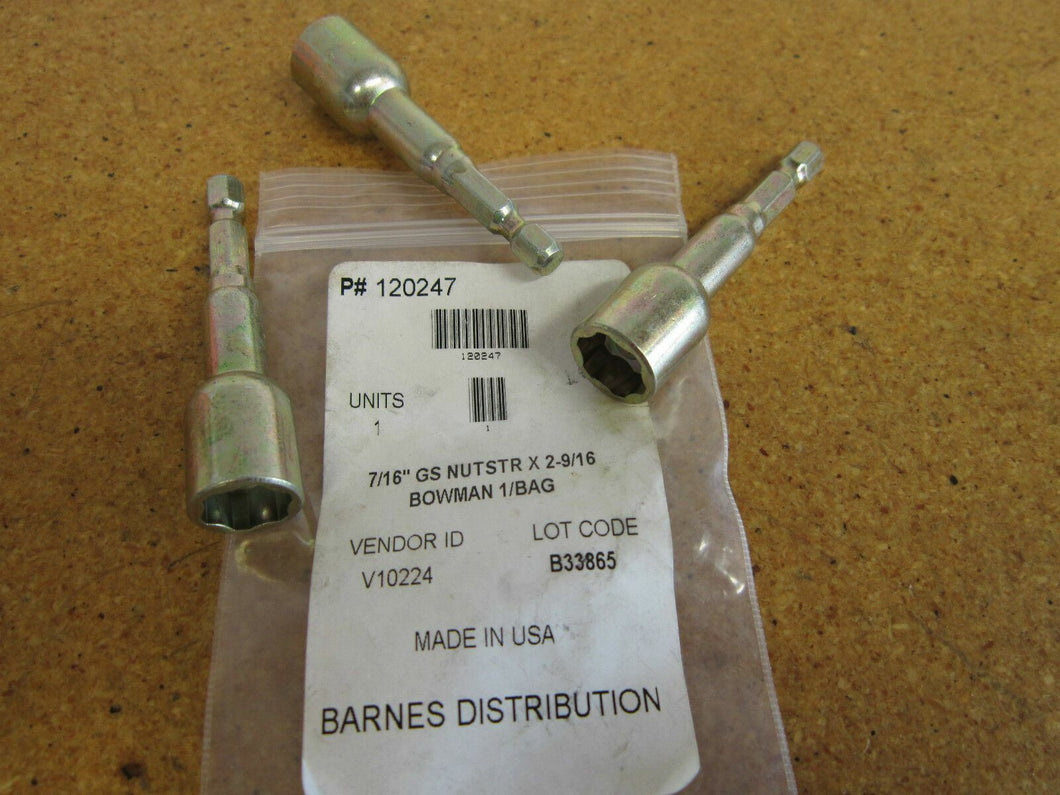 P# 120247
120247
UNITS
1
1
7/16" GS NUTSTR X 2-9/16
BOWMAN 1/BAG
VENDOR ID LOT CODE
V10224 B33865
MADE IN USA
BARNES DISTRIBUTION